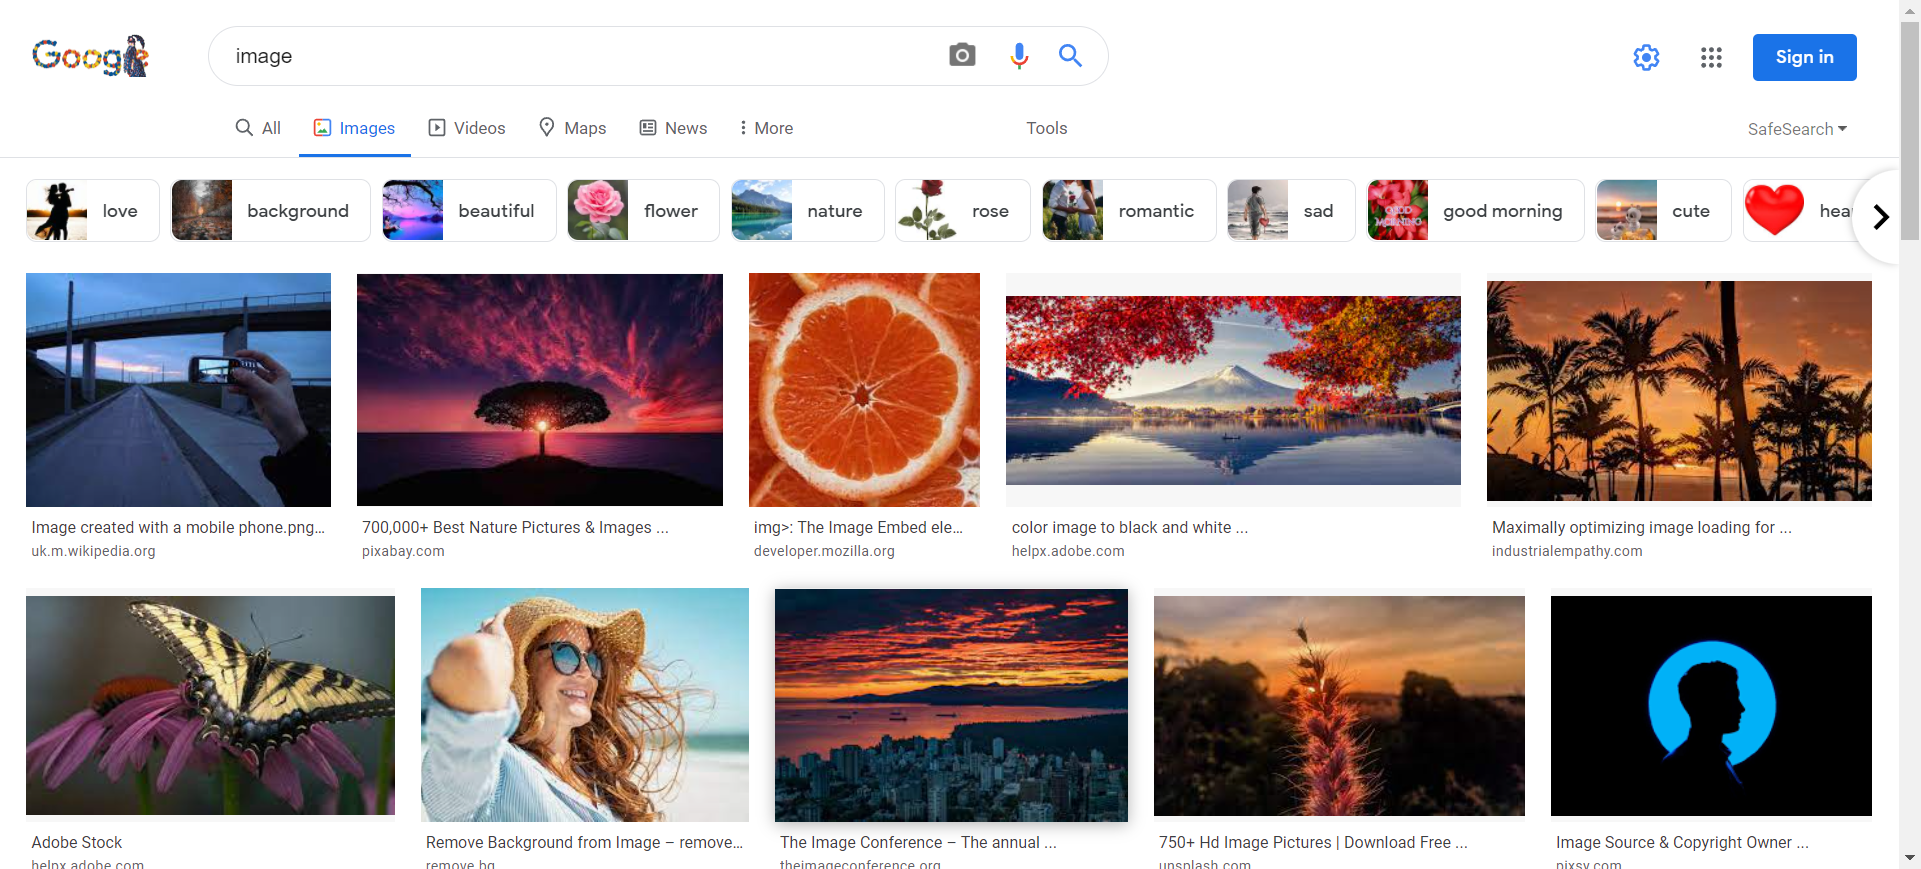 Google
image
Sign in
All
Images
Videos
Maps
News
More
Tools
SafeSearch
love
background
beautiful
flower
nature
rose
romantic
sad
GOOD MORNING
good morning
cute
Image created with a mobile phone.png...
uk.m.wikipedia.org
700,000+ Best Nature Pictures & Images ...
pixabay.com
img>: The Image Embed ele...
developer.mozilla.org
color image to black and white ...
helpx.adobe.com
Maximally optimizing image loading for ...
industrialempathy.com
Adobe Stock
helpx.adobe.com
Remove Background from Image – remove...
remove.bg
The Image Conference – The annual ...
theimageconference.org
750+ Hd Image Pictures | Download Free ...
unsplash.com
Image Source & Copyright Owner ...
pixsy.com